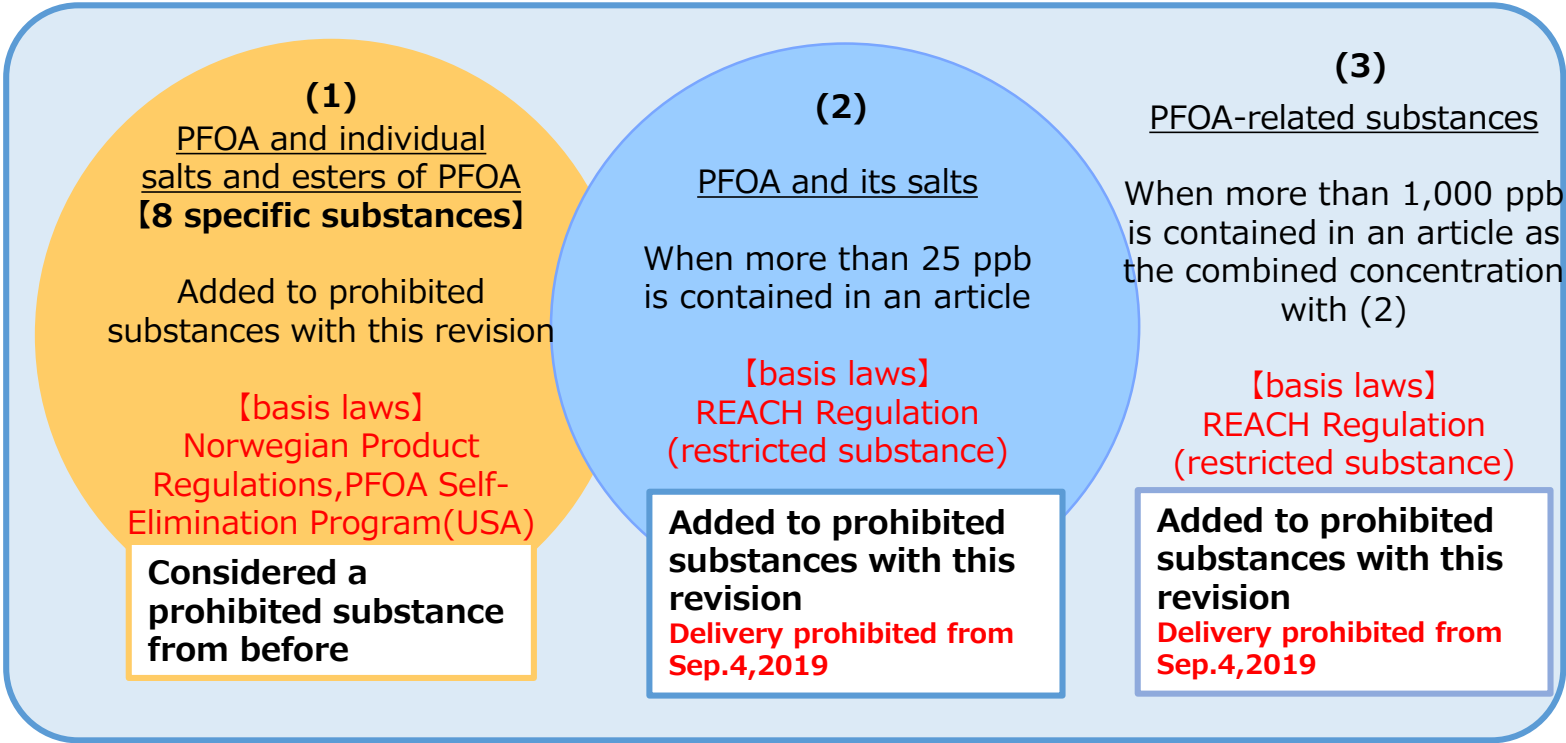 (1)
PFOA and individual
salts and esters of PFOA
【8 specific substances】
Added to prohibited
substances with this revision
【basis laws】
Norwegian Product
Regulations,PFOA Self-
Elimination Program(USA)
Considered a
prohibited substance
from before
(2)
PFOA and its salts
When more than 25 ppb
is contained in an article
【basis laws】
REACH Regulation
(restricted substance)
Added to prohibited
substances with this
revision
Delivery prohibited from
Sep.4,2019
(3)
PFOA-related substances
When more than 1,000 ppb
is contained in an article as
the combined concentration
with (2)
【basis laws】
REACH Regulation
(restricted substance)
Added to prohibited
substances with this
revision
Delivery prohibited from
Sep.4,2019